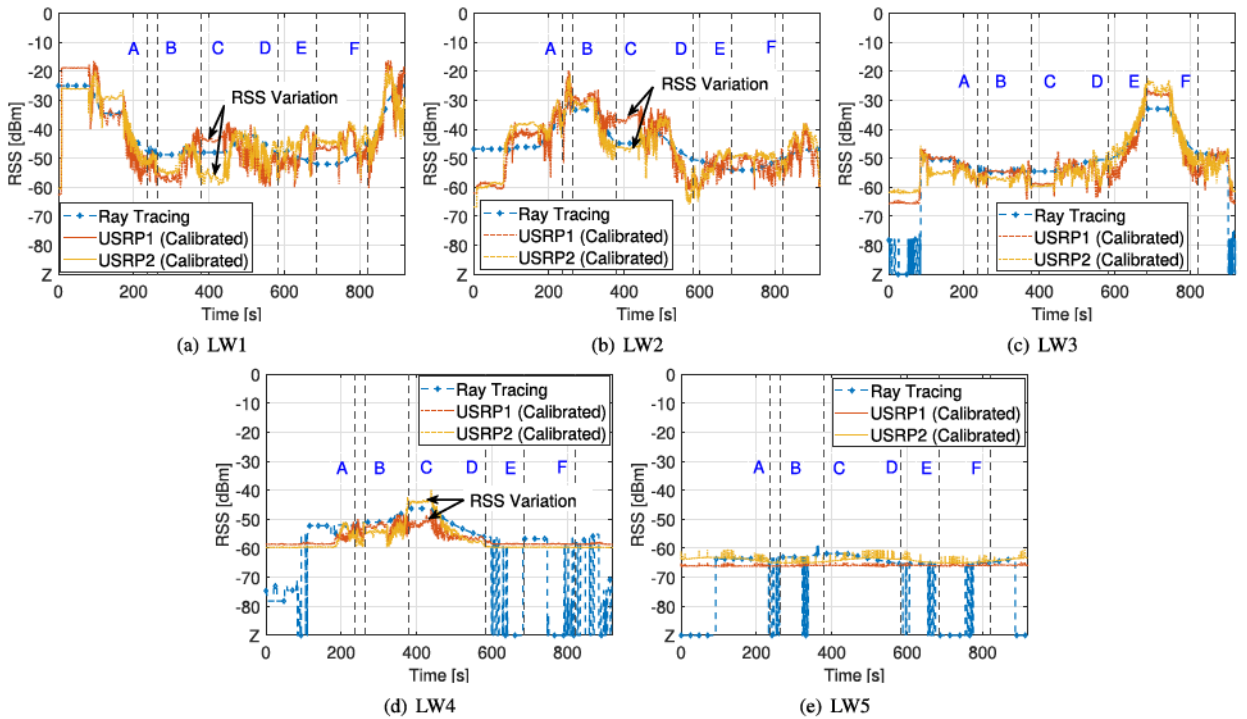 0
-10
-20
-30
-40
-50
-60
-70
-80
Z
RSS [dBm]
A B C D E F
RSS Variation
Ray Tracing
USRP1 (Calibrated)
USRP2 (Calibrated)
0 200 400 600 800
Time [s]
(a) LW1
0
-10
-20
-30
-40
-50
-60
-70
-80
Z
RSS [dBm]
A B C D E F
RSS Variation
Ray Tracing
USRP1 (Calibrated)
USRP2 (Calibrated)
0 200 400 600 800
Time [s]
(b) LW2
0
-10
-20
-30
-40
-50
-60
-70
-80
Z
RSS [dBm]
A B C D E F
Ray Tracing
USRP1 (Calibrated)
USRP2 (Calibrated)
0 200 400 600 800
Time [s]
(c) LW3
0
-10
-20
-30
-40
-50
-60
-70
-80
Z
RSS [dBm]
Ray Tracing
USRP1 (Calibrated)
USRP2 (Calibrated)
A B C D E F
RSS Variation
0 200 400 600 800
Time [s]
(d) LW4
0
-10
-20
-30
-40
-50
-60
-70
-80
Z
RSS [dBm]
Ray Tracing
USRP1 (Calibrated)
USRP2 (Calibrated)
A B C D E F
0 200 400 600 800
Time [s]
(e) LW5